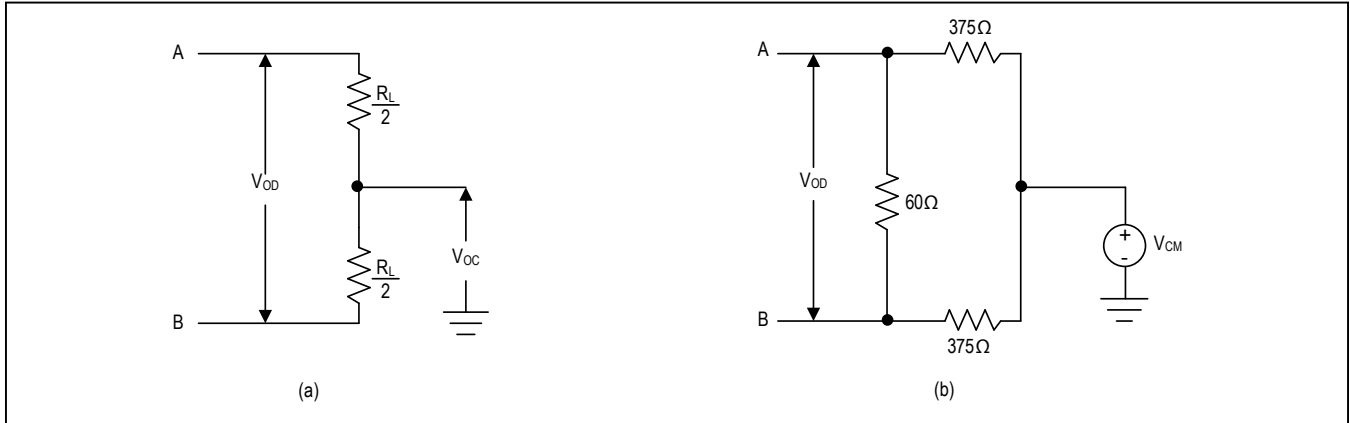 A
R_L
2
V_OD
R_L
2
V_OC
B
(a)
375Ω
A
V_OD
60Ω
+
-
V_CM
B
375Ω
(b)